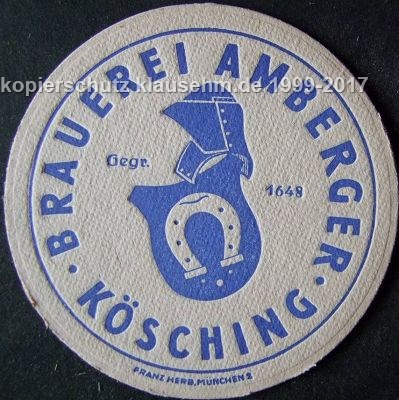 kopierschutz klausehm.de 1999-2017
· BRAUEREI AMBERGER ·
Gegr. 1648
KÖSCHING
FRANZ HERB, MÜNCHEN 2